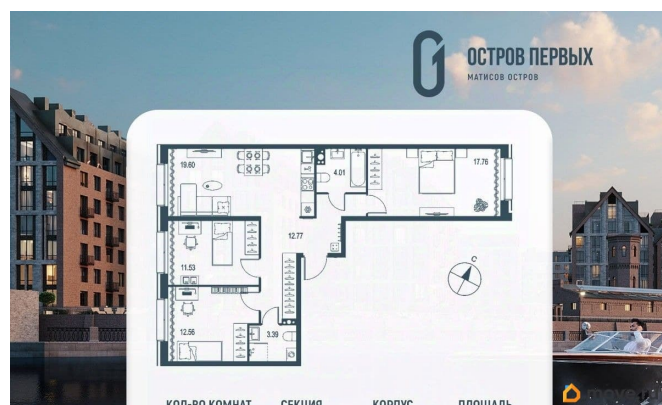 ОСТРОВ ПЕРВЫХ
МАТИСОВ ОСТРОВ
19.60
4.01
17.76
12.77
11.53
С
12.56
3.39
КОЛ-ВО КОМНАТ СЕКЦИЯ КОРПУС ПЛОЩАДЬ